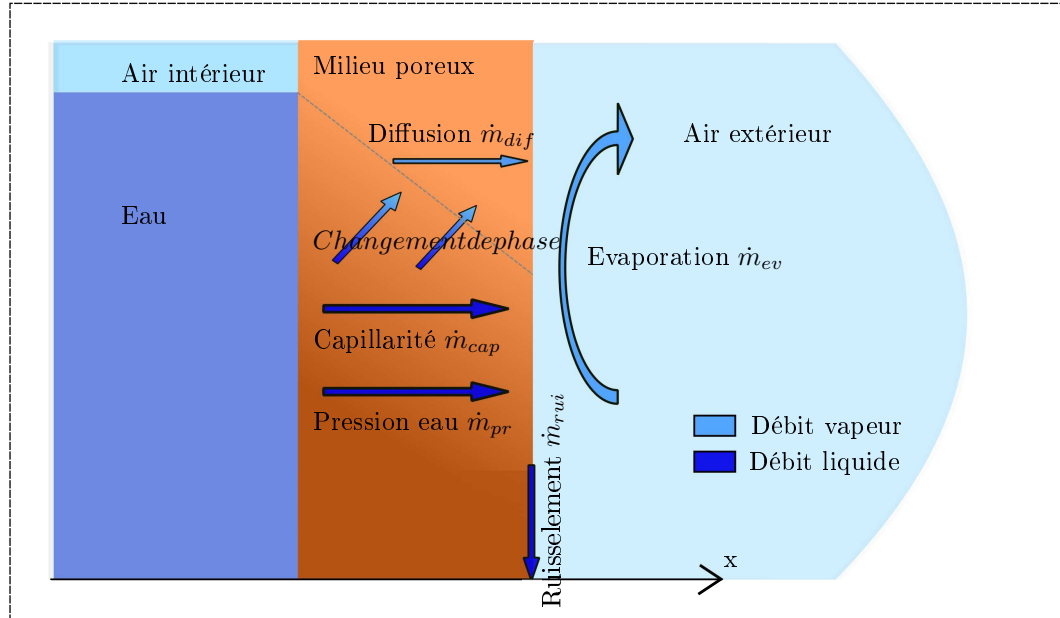 Air intérieur
Milieu poreux
Diffusion ṁ_dif
Air extérieur
Eau
Changementdephase
Evaporation ṁ_ev
Capillarité ṁ_cap
Pression eau ṁ_pr
Ruisselement ṁ_rui
Débit vapeur
Débit liquide
x